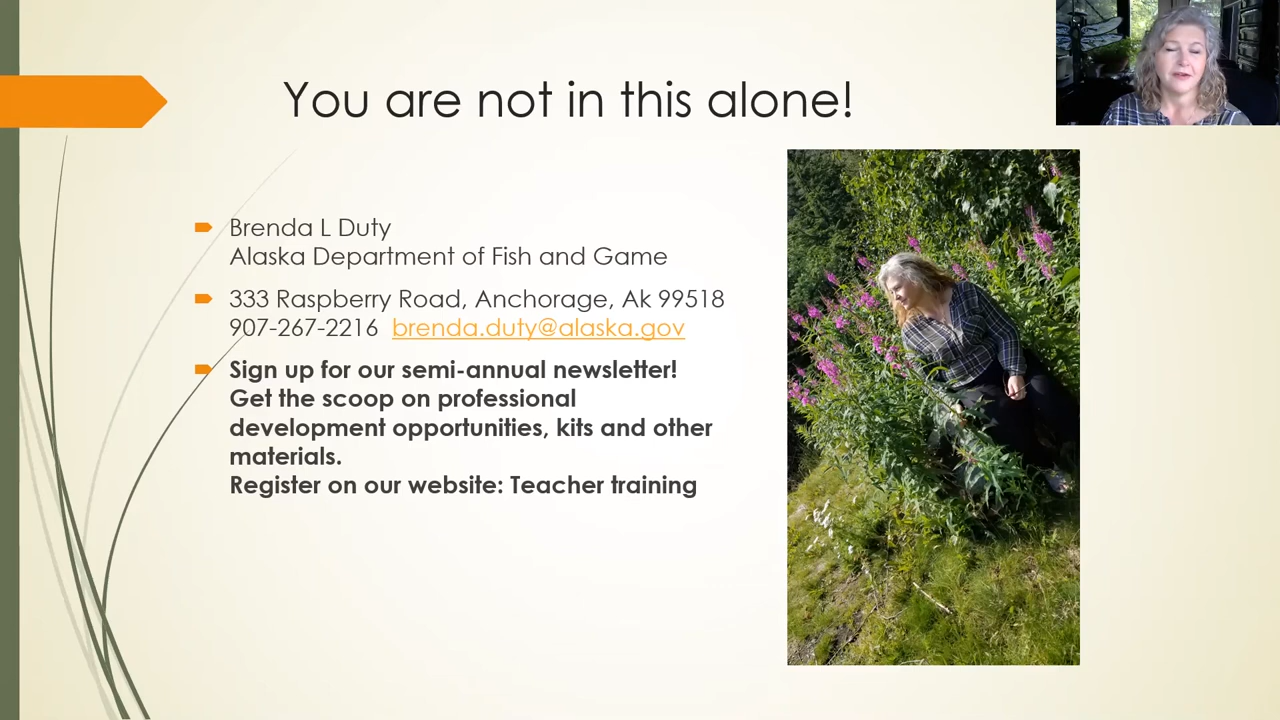 You are not in this alone!
Brenda L Duty
Alaska Department of Fish and Game
333 Raspberry Road, Anchorage, Ak 99518
907-267-2216 brenda.duty@alaska.gov
Sign up for our semi-annual newsletter!
Get the scoop on professional
development opportunities, kits and other
materials.
Register on our website: Teacher training